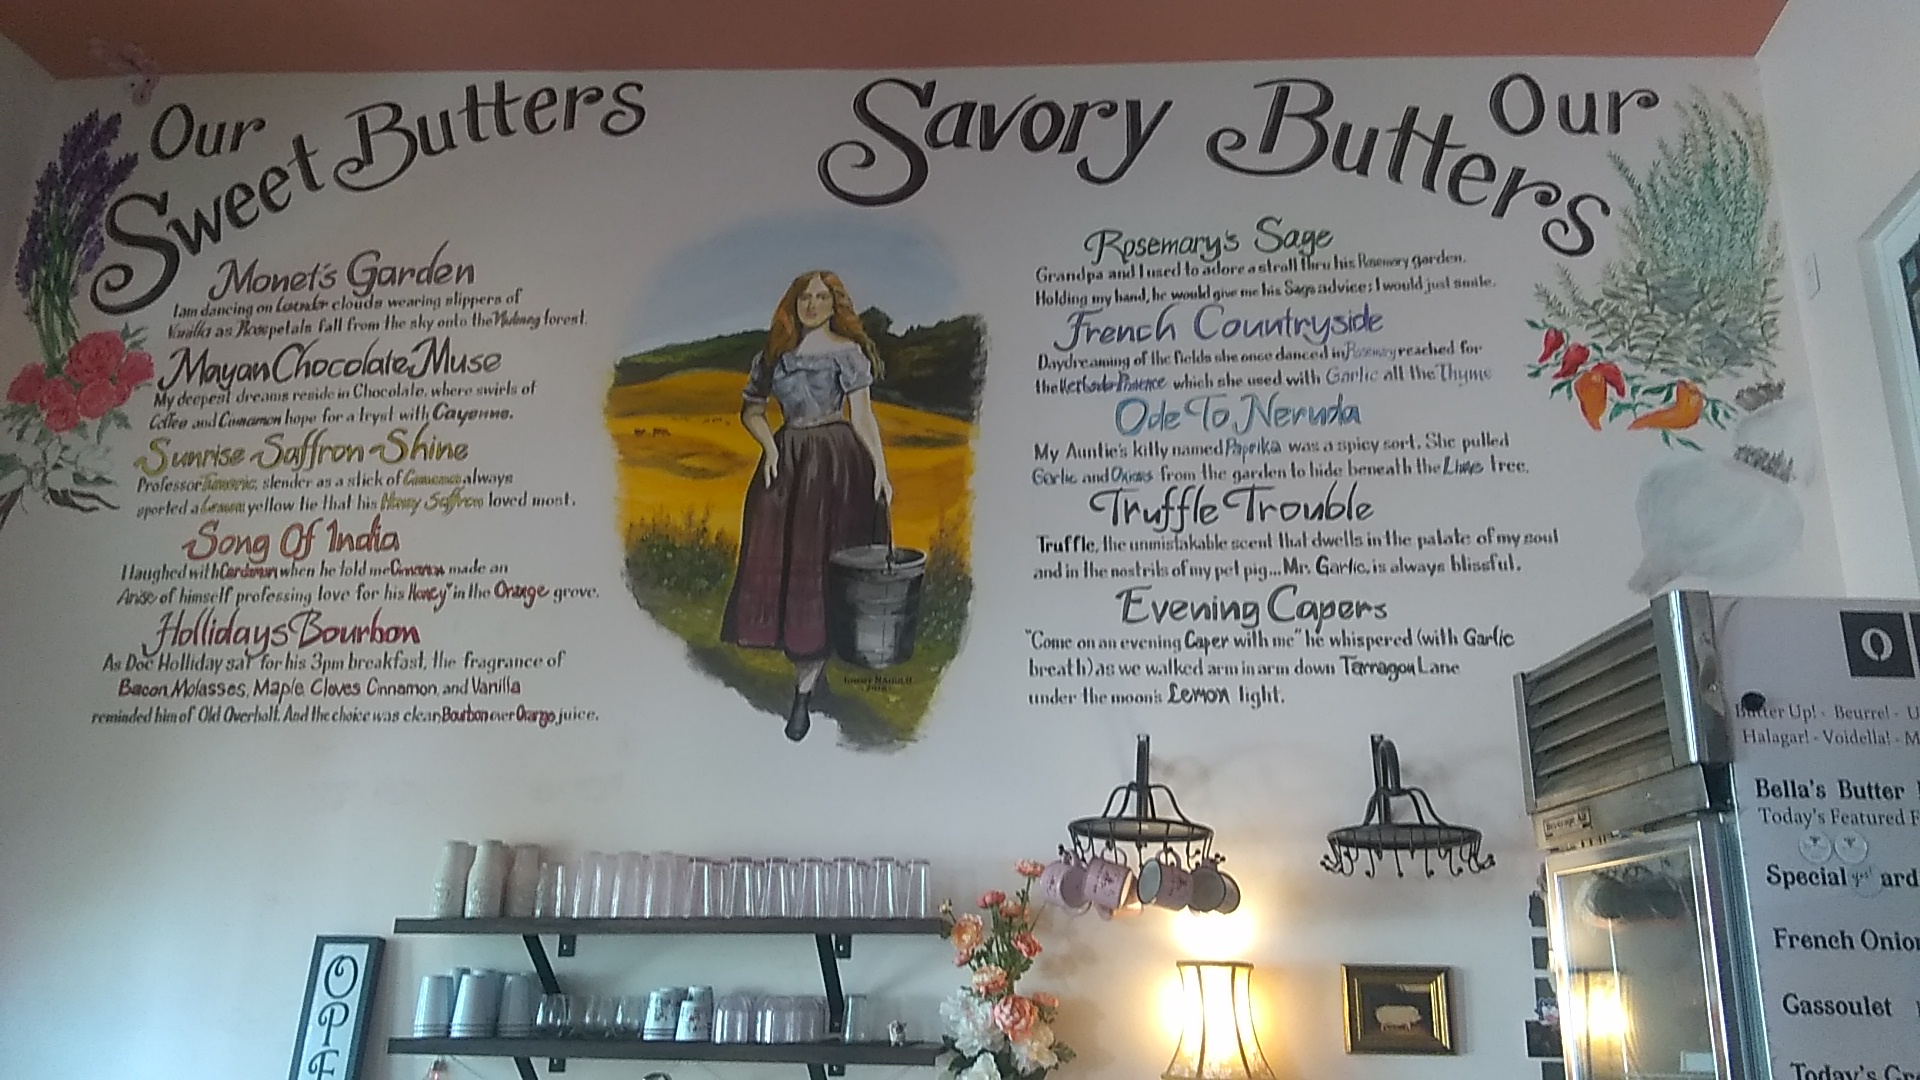 Our
Sweet Butters
Monet's Garden
I am dancing on Lavender clouds wearing slippers of
Vanilla as Rose petals fall from the sky onto the Nutmeg forest.
Mayan Chocolate Muse
My deepest dreams reside in Chocolate, where swirls of
Coffee and Cinnamon hope for a tryst with Cayenne.
Sunrise Saffron Shine
Professor Turmeric, slender as a stick of always
sported a Lemon yellow tie that his Honey Saffron loved most.
Song Of India
I laughed with Cardamon when he told me Cinnamon made an
Anise of himself professing love for his "Honey" in the Orange grove.
Hollidays Bourbon
As Doc Holliday sat for his 3pm breakfast, the fragrance of
Bacon, Molasses, Maple, Cloves Cinnamon, and Vanilla
reminded him of Old Overholt. And the choice was clear: Bourbon over Orange juice.
Our
Savory Butters
Rosemary's Sage
Grandpa and I used to adore a stroll thru his Rosemary garden.
Holding my hand, he would give me his Sage advice; I would just smile.
French Countryside
Daydreaming of the fields she once danced in Rosemary reached for
the Herbs de Provence which she used with Garlic all the Thyme
Ode To Neruda
My Auntie's kitty named Paprika was a spicy sort. She pulled
Garlic and Onions from the garden to hide beneath the Lime tree.
Truffle Trouble
Truffle, the unmistakable scent that dwells in the palate of my soul
and in the nostrils of my pet pig... Mr. Garlic, is always blissful.
Evening Capers
"Come on an evening Caper with me" he whispered (with Garlic
breath) as we walked arm in arm down Tarragon Lane
under the moon's Lemon light.
OPE
Beverage Air
Butter Up! - Beurre! - U
Halagar! - Voidella! - M
Bella's Butter
Today's Featured F
Special ard
French Onion
Gassoulet
Today's Gr